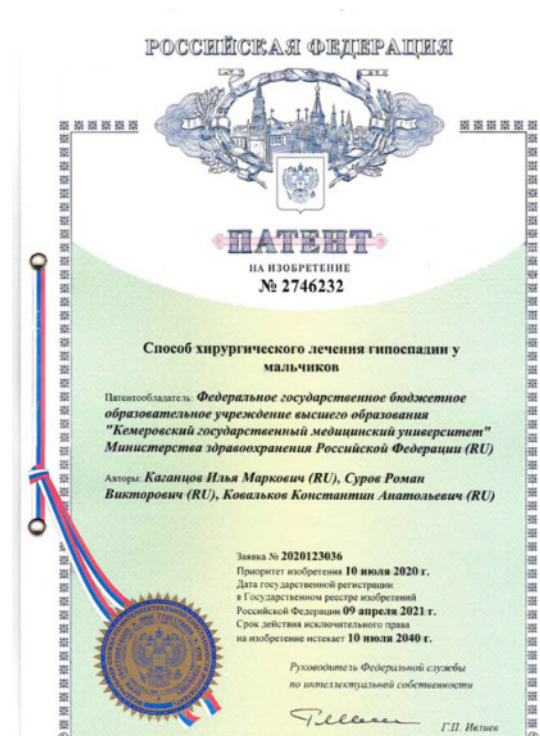 РОССИЙСКАЯ ФЕДЕРАЦИЯ
ПАТЕНТ
НА ИЗОБРЕТЕНИЕ
№ 2746232
Способ хирургического лечения гипоспадии у
мальчиков
Патентообладатель: Федеральное государственное бюджетное
образовательное учреждение высшего образования
"Кемеровский государственный медицинский университет"
Министерства здравоохранения Российской Федерации (RU)
Авторы: Каганцов Илья Маркович (RU), Суров Роман
Викторович (RU), Ковальков Константин Анатольевич (RU)
Заявка № 2020123036
Приоритет изобретения 10 июля 2020 г.
Дата государственной регистрации
в Государственном реестре изобретений
Российской Федерации 09 апреля 2021 г.
Срок действия исключительного права
на изобретение истекает 10 июля 2040 г.
Руководитель Федеральной службы
по интеллектуальной собственности
Г.П. Ивлиев